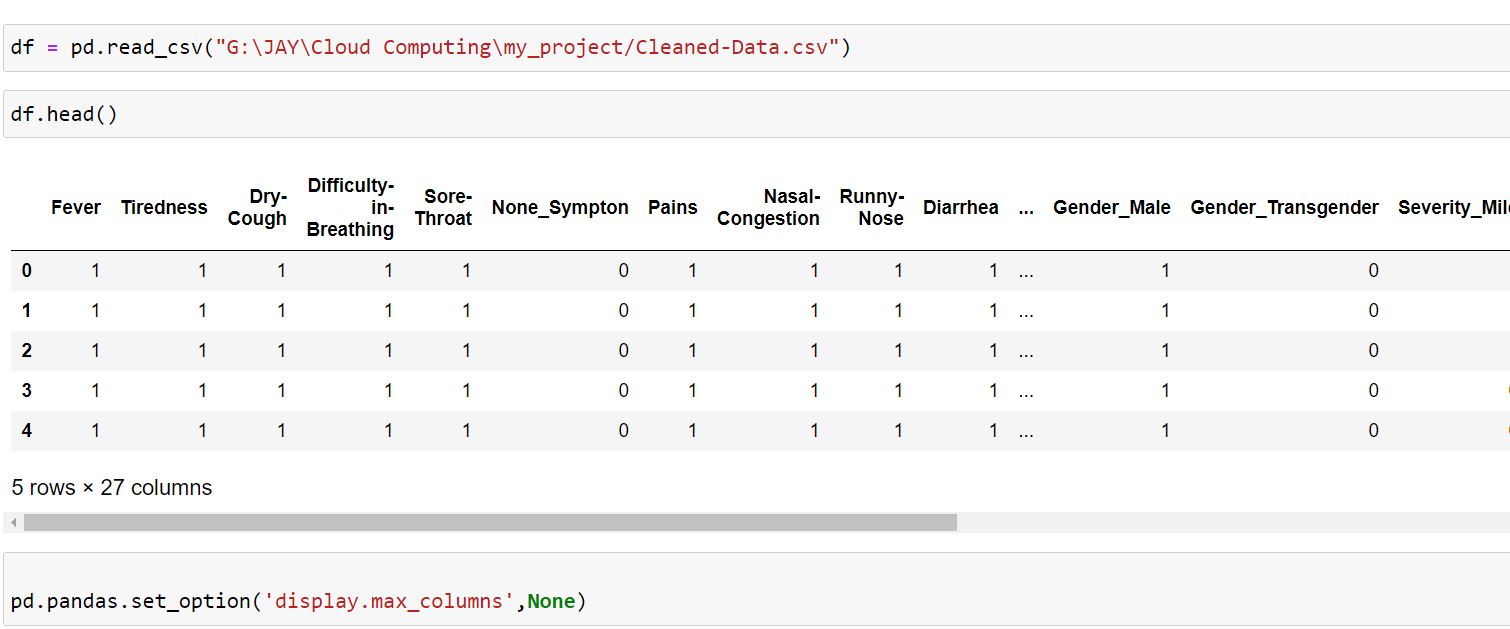 df = pd.read_csv("G:\JAY\Cloud Computing\my_project/Cleaned-Data.csv")
df.head()
Fever Tiredness Dry-Cough Difficulty-in-Breathing Sore-Throat None_Sympton Pains Nasal-Congestion Runny-Nose Diarrhea ... Gender_Male Gender_Transgender Severity_Mil
0 1 1 1 1 1 0 1 1 1 1 ... 1 0
1 1 1 1 1 1 0 1 1 1 1 ... 1 0
2 1 1 1 1 1 0 1 1 1 1 ... 1 0
3 1 1 1 1 1 0 1 1 1 1 ... 1 0
4 1 1 1 1 1 0 1 1 1 1 ... 1 0
5 rows × 27 columns
pd.pandas.set_option('display.max_columns',None)